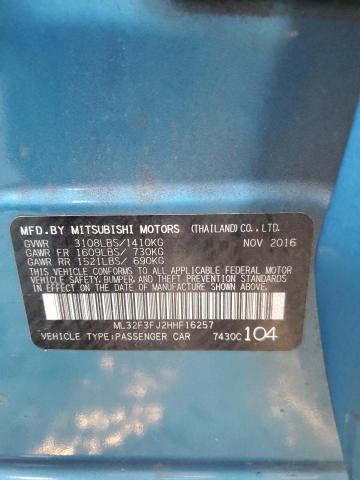 MFD.BY MITSUBISHI MOTORS (THAILAND)CO.,LTD.
GVWR 3108LBS/1410KG NOV 2016
GAWR FR 1609LBS/ 730KG
GAWR RR 1521LBS/ 690KG
THIS VEHICLE CONFORMS TO ALL APPLICABLE FEDERAL MOTOR
VEHICLE SAFETY, BUMPER, AND THEFT PREVENTION STANDARDS
IN EFFECT ON THE DATE OF MANUFACTURE SHOWN ABOVE.
ML32F3FJ2HHF16257
VEHICLE TYPE:PASSENGER CAR 7430C 104